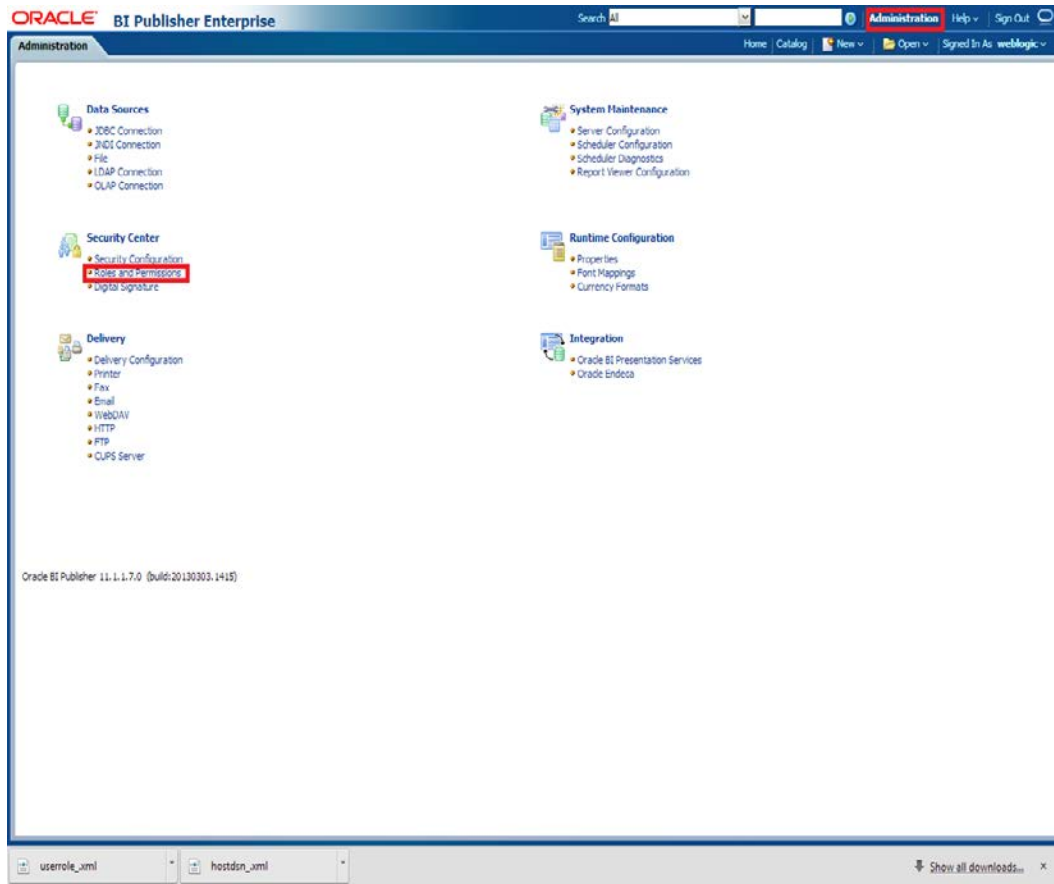 ORACLE BI Publisher Enterprise
Search All Administration Help Sign Out
Administration
Home Catalog New Open Signed In As weblogic
Data Sources
JDBC Connection
JNDI Connection
File
LDAP Connection
OLAP Connection
System Maintenance
Server Configuration
Scheduler Configuration
Scheduler Diagnostics
Report Viewer Configuration
Security Center
Security Configuration
Roles and Permissions
Digital Signature
Runtime Configuration
Properties
Font Mappings
Currency Formats
Delivery
Delivery Configuration
Printer
Fax
Email
WebDAV
HTTP
FTP
CUPS Server
Integration
Oracle BI Presentation Services
Oracle Endeca
Oracle BI Publisher 11.1.1.7.0 (build:20130303.1415)
userrole_.xml
hostdsn_.xml
Show all downloads...